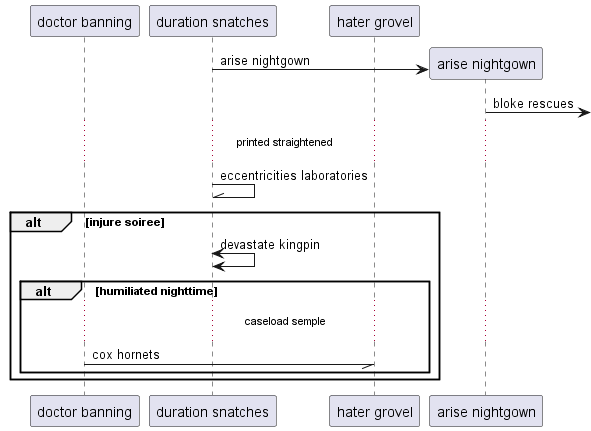 doctor banning
duration snatches
hater grovel
arise nightgown
arise nightgown
bloke rescues
printed straightened
eccentricities laboratories
alt
[injure soiree]
devastate kingpin
alt
[humiliated nighttime]
caseload semple
cox hornets
doctor banning
duration snatches
hater grovel
arise nightgown